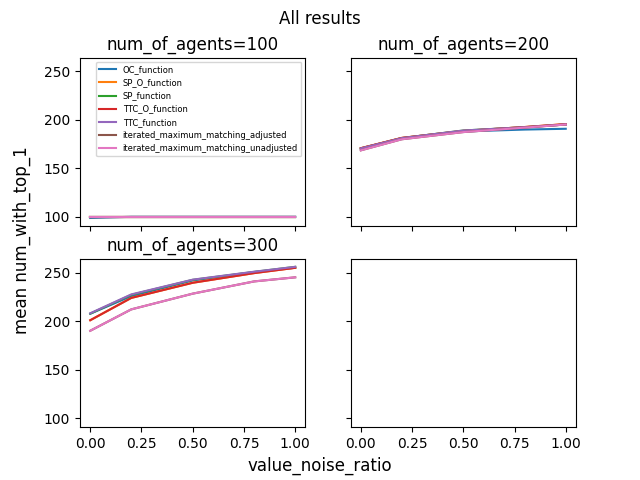 All results
num_of_agents=100
num_of_agents=200
250
200
150
100
OC_function
SP_O_function
SP_function
TTC_O_function
TTC_function
iterated_maximum_matching_adjusted
iterated_maximum_matching_unadjusted
mean num_with_top_1
num_of_agents=300
250
200
150
100
0.00 0.25 0.50 0.75 1.00
0.00 0.25 0.50 0.75 1.00
value_noise_ratio